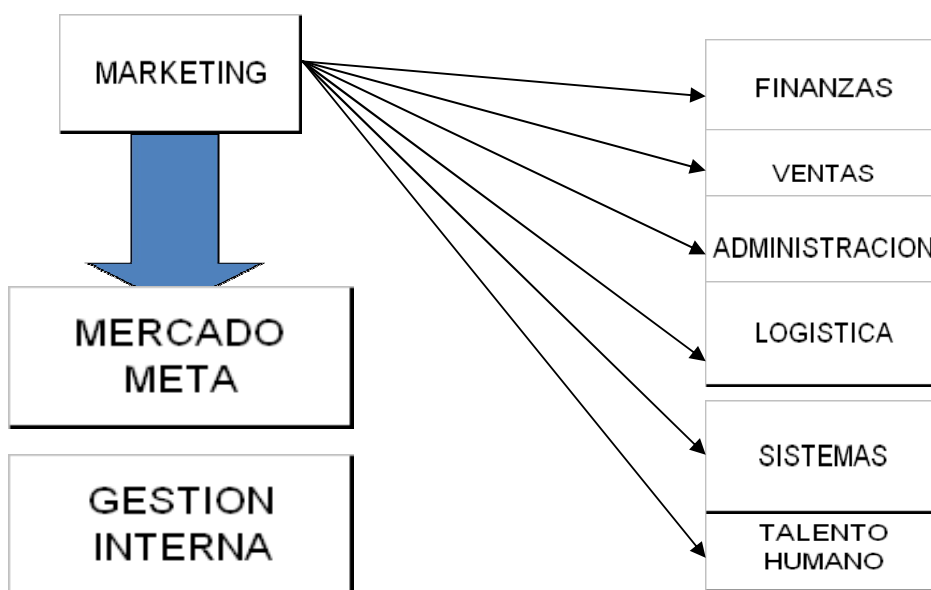 MARKETING
MERCADO
META
GESTION
INTERNA
FINANZAS
VENTAS
ADMINISTRACION
LOGISTICA
SISTEMAS
TALENTO
HUMANO